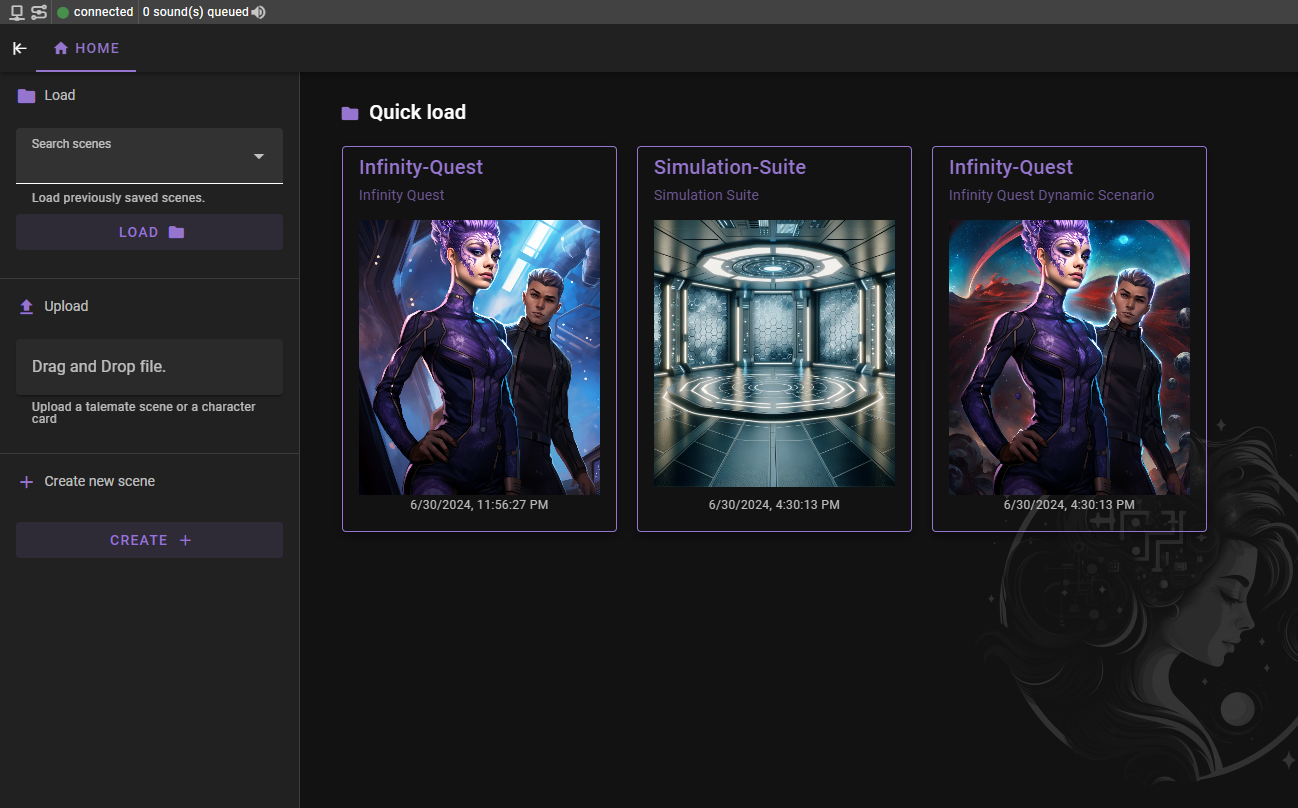 connected
0 sound(s) queued
HOME
Load
Search scenes
Load previously saved scenes.
LOAD
Upload
Drag and Drop file.
Upload a talemate scene or a character
card
Create new scene
CREATE
Quick load
Infinity-Quest
Infinity Quest
6/30/2024, 11:56:27 PM
Simulation-Suite
Simulation Suite
6/30/2024, 4:30:13 PM
Infinity-Quest
Infinity Quest Dynamic Scenario
6/30/2024, 4:30:13 PM